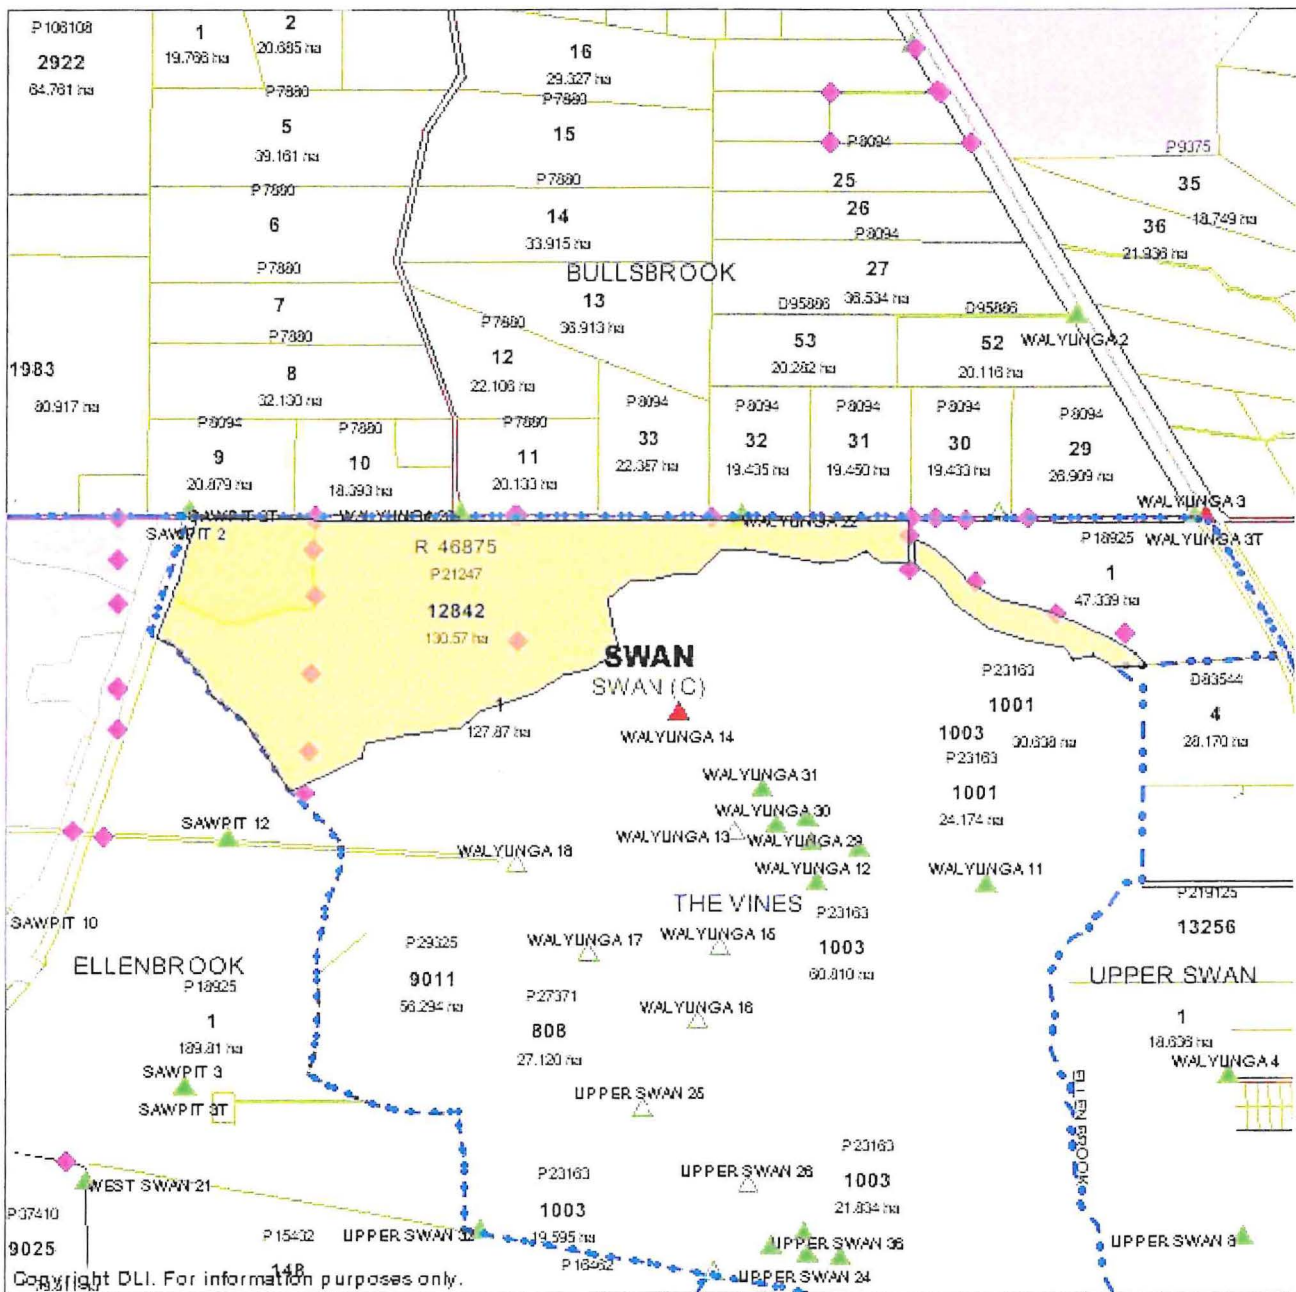 P106108
2922
64.761 ha
1
19.766 ha
2
20.685 ha
P7880
16
29.327 ha
P7880
5
39.161 ha
P7880
15
P7880
P8094
25
P9375
35
18.749 ha
36
21.936 ha
6
P7880
14
33.915 ha
26
P8094
BULLSBROOK
27
36.534 ha
7
P7880
13
36.913 ha
P7880
D95886
D95886
WALYUNGA 2
1983
80.917 ha
8
32.130 ha
12
22.106 ha
53
20.282 ha
52
20.116 ha
P8094
9
20.879 ha
P7880
10
18.393 ha
P7880
11
20.133 ha
P8094
33
22.387 ha
P8094
32
19.435 ha
P8094
31
19.450 ha
P8094
30
19.433 ha
P8094
29
26.909 ha
WALYUNGA 3
SAWPIT 2
WALYUNGA 22
P18925
WALYUNGA 3T
1
47.339 ha
R 46875
P21247
12842
130.57 ha
SWAN
SWAN (C)
1
127.87 ha
WALYUNGA 14
P23163
1001
30.638 ha
1003
P23163
1001
24.174 ha
D83544
4
28.170 ha
WALYUNGA 31
WALYUNGA 30
WALYUNGA 13
WALYUNGA 29
WALYUNGA 12
WALYUNGA 11
SAWPIT 12
WALYUNGA 18
SAWPIT 10
THE VINES
P23163
1003
60.810 ha
WALYUNGA 17
WALYUNGA 15
WALYUNGA 16
P219125
13256
UPPER SWAN
1
18.636 ha
WALYUNGA 4
ELLENBROOK
P18925
1
189.81 ha
P29325
9011
56.294 ha
P27371
808
27.120 ha
SAWPIT 3
SAWPIT 3T
UPPER SWAN 25
ELLEN BROOK
WEST SWAN 21
P23163
1003
19.595 ha
UPPER SWAN 26
P23163
1003
21.834 ha
P37410
9025
P15432
148
UPPER SWAN 32
P16462
UPPER SWAN 36
UPPER SWAN 24
UPPER SWAN 8
Copyright DLI. For information purposes only.